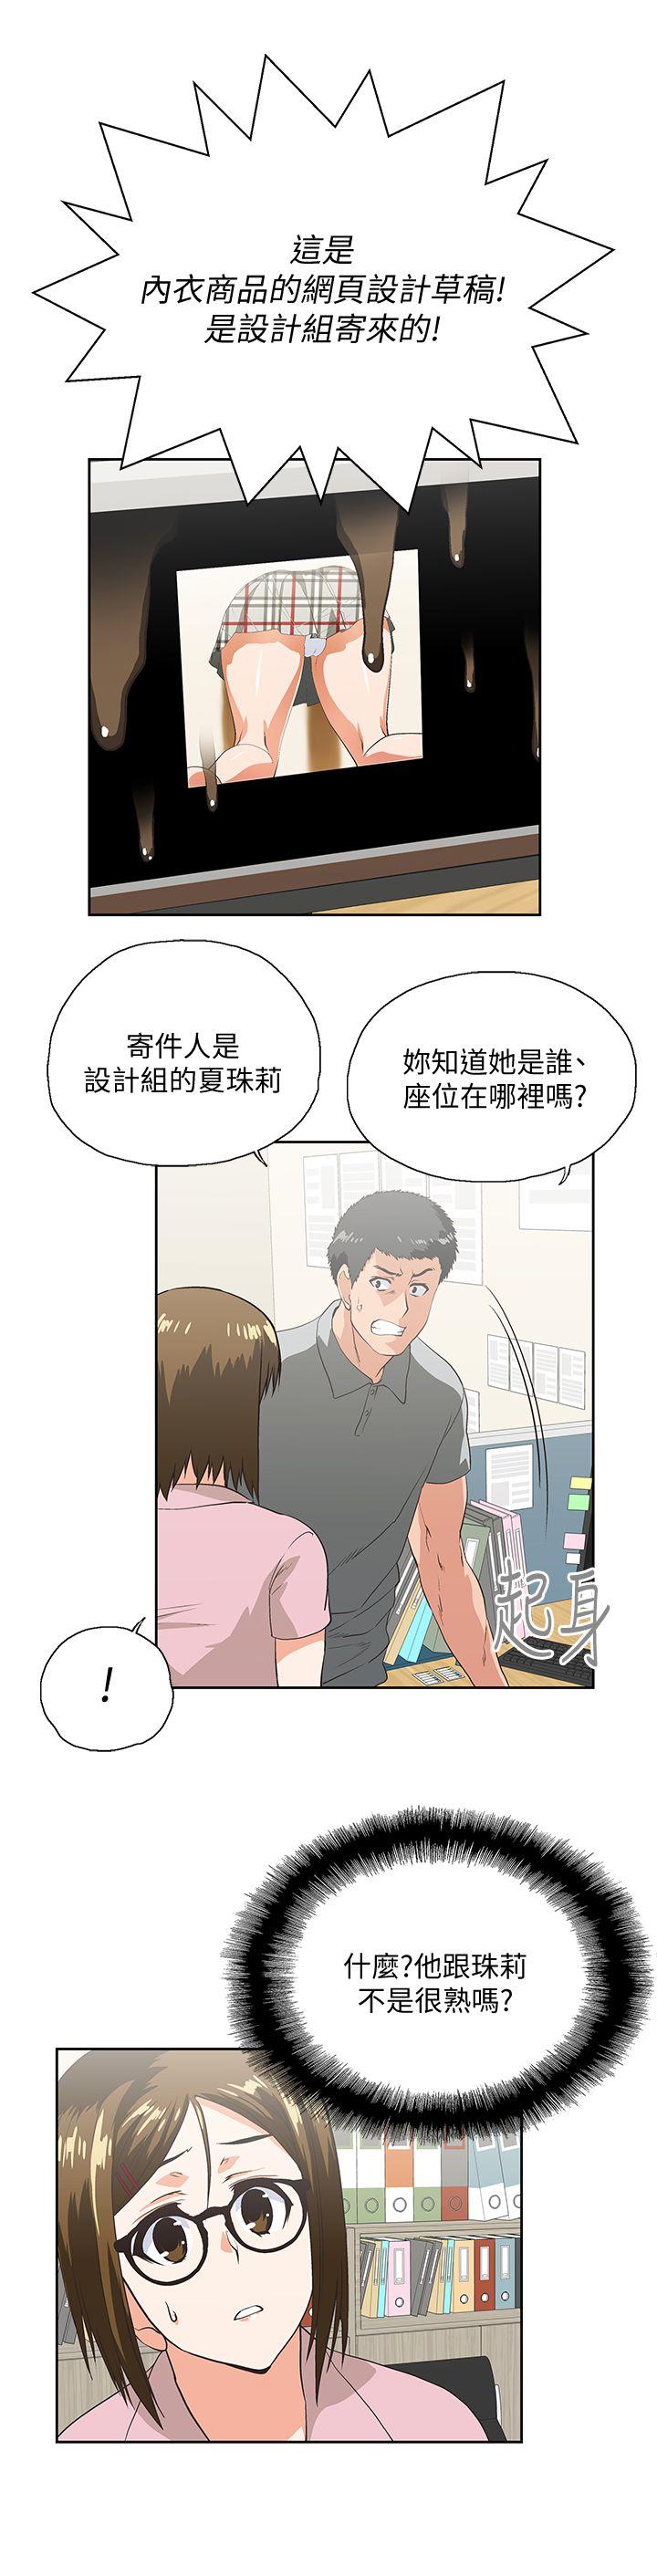 這是
內衣商品的網頁設計草稿!
是設計組寄來的!
寄件人是
設計組的夏珠莉
妳知道她是誰、
座位在哪裡嗎?
起身
!
什麼?他跟珠莉
不是很熟嗎?